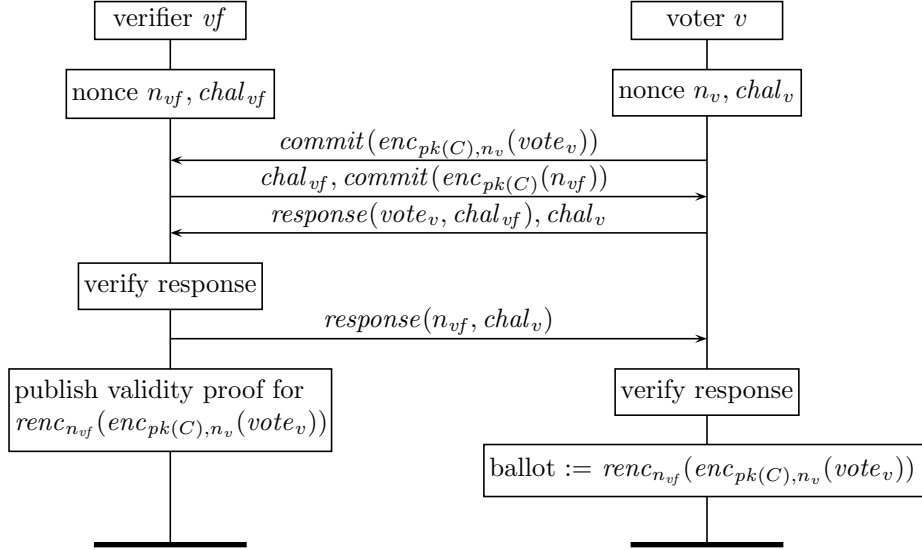 verifier vf
voter v
nonce n_vf, chal_vf
nonce n_v, chal_v
commit(enc_pk(C),n_v(vote_v))
chal_vf, commit(enc_pk(C)(n_vf))
response(vote_v, chal_vf), chal_v
verify response
response(n_vf, chal_v)
publish validity proof for
renc_n_vf(enc_pk(C),n_v(vote_v))
verify response
ballot := renc_n_vf(enc_pk(C),n_v(vote_v))